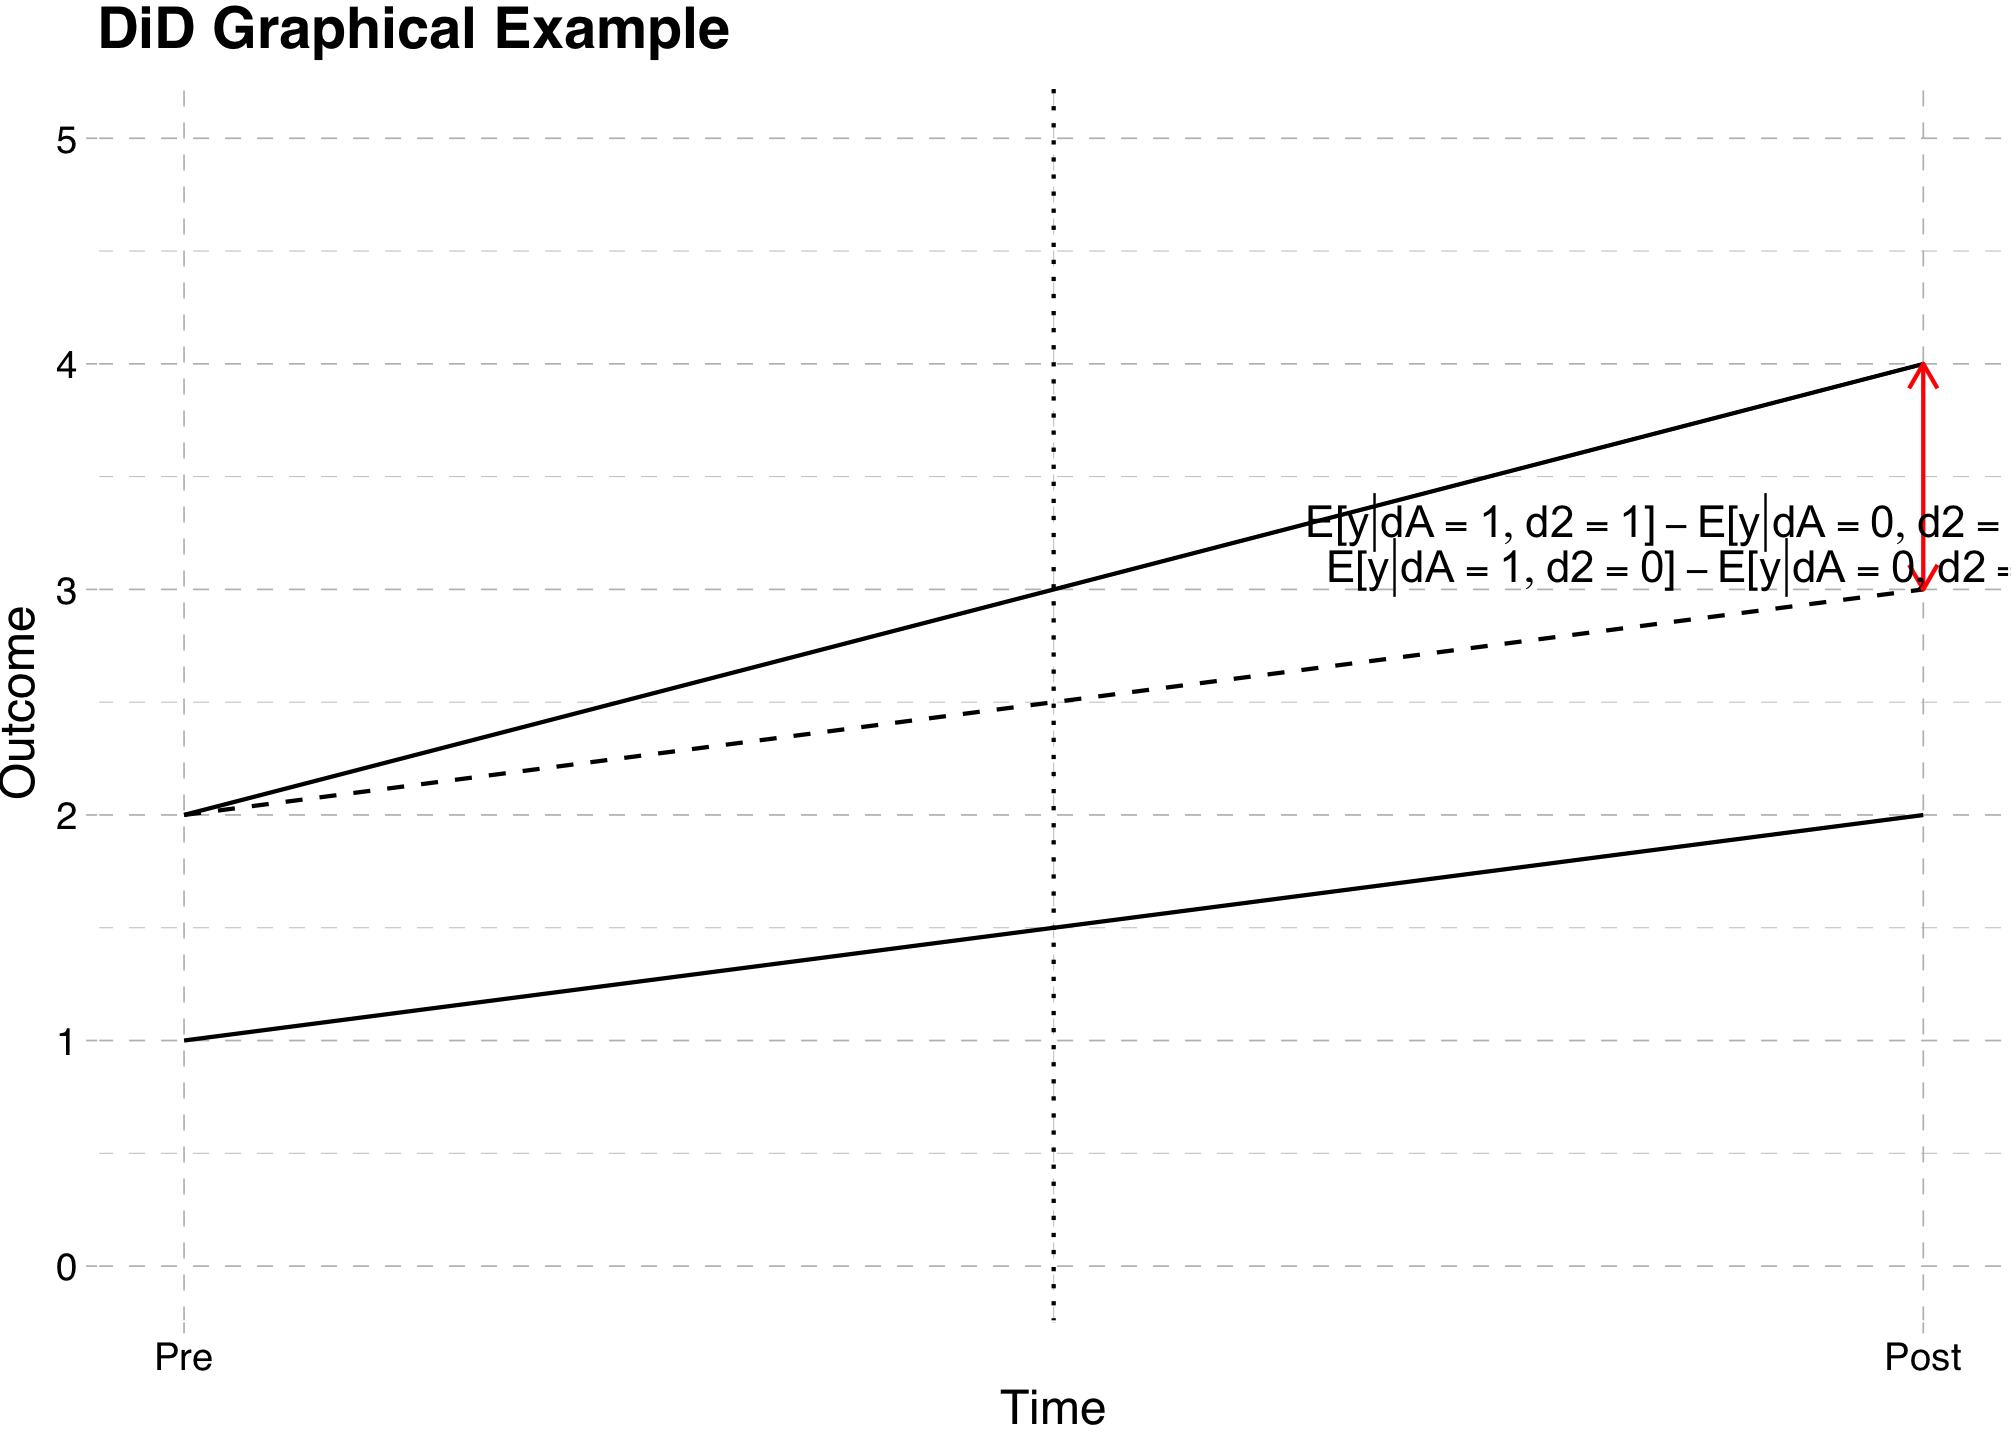 DiD Graphical Example
5
4
3
2
1
0
Outcome
E[y|dA = 1, d2 = 1] – E[y|dA = 0, d2 =
E[y|dA = 1, d2 = 0] – E[y|dA = 0, d2 =
Pre
Post
Time